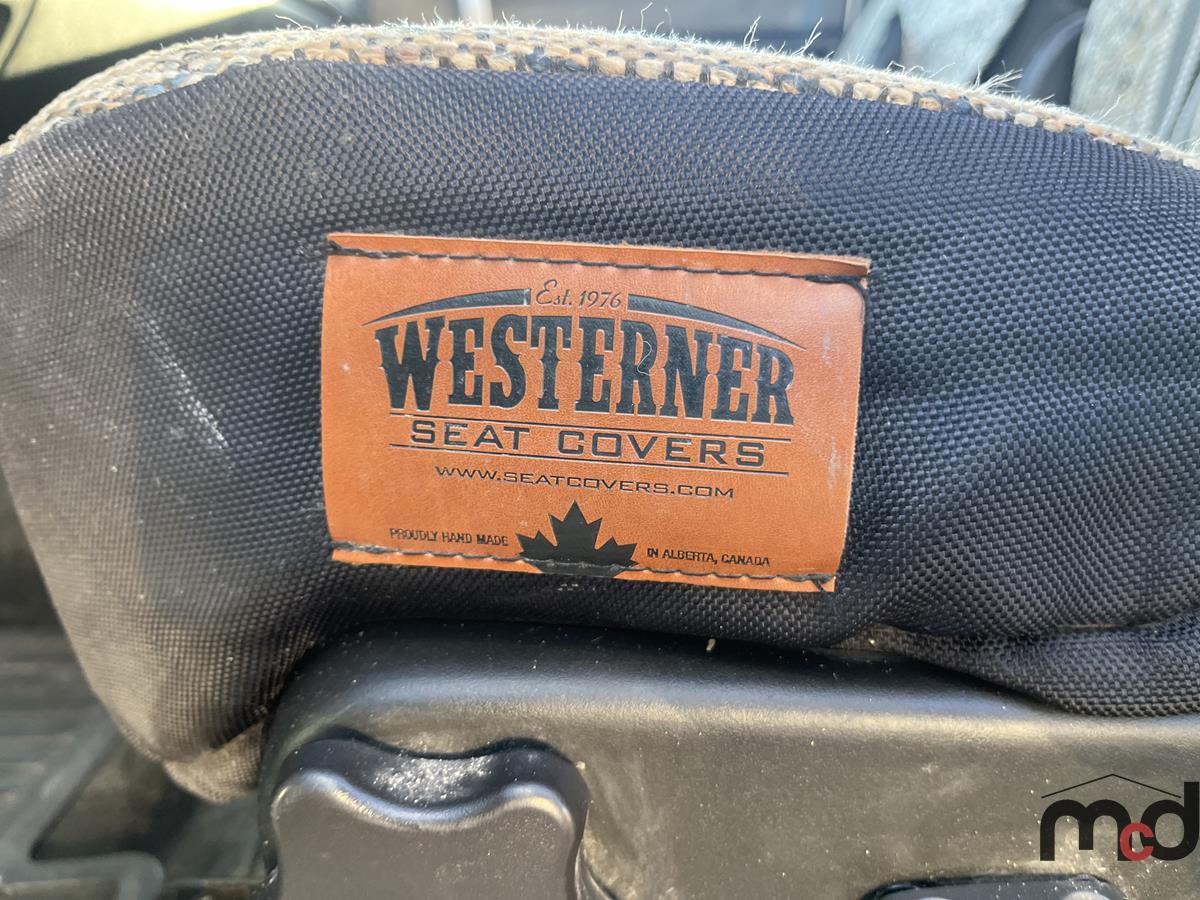 Est. 1976
WESTERNER
SEAT COVERS
WWW.SEATCOVERS.COM
PROUDLY HAND MADE IN ALBERTA, CANADA
mcd